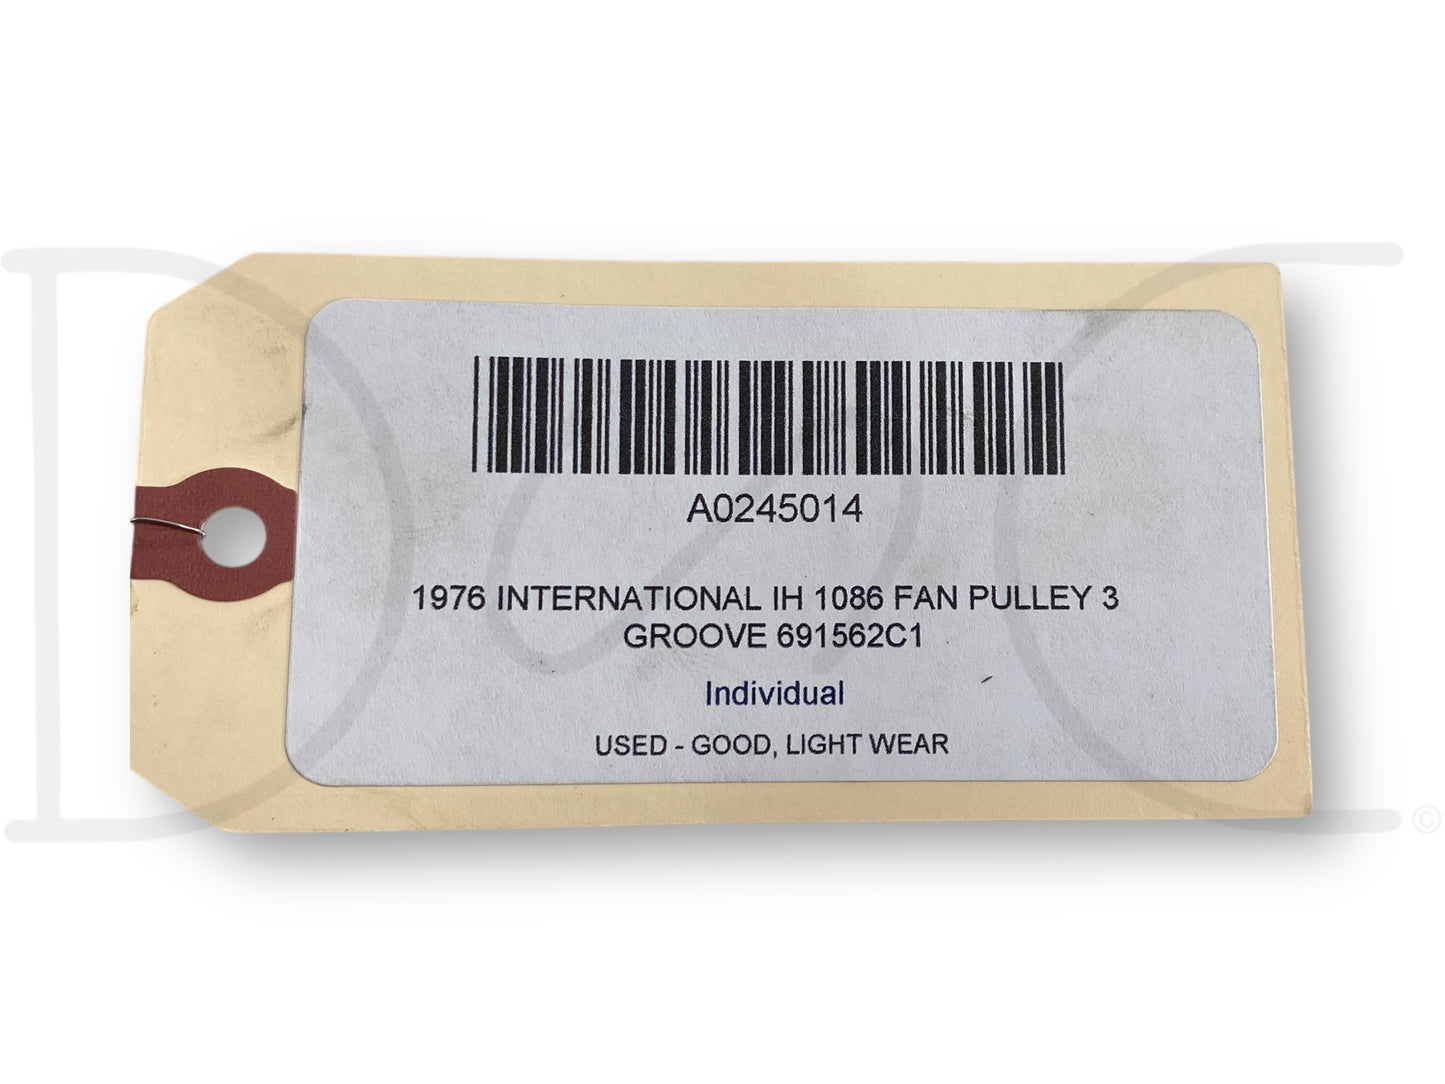 A0245014
1976 INTERNATIONAL IH 1086 FAN PULLEY 3
GROOVE 691562C1
Individual
USED - GOOD, LIGHT WEAR
©